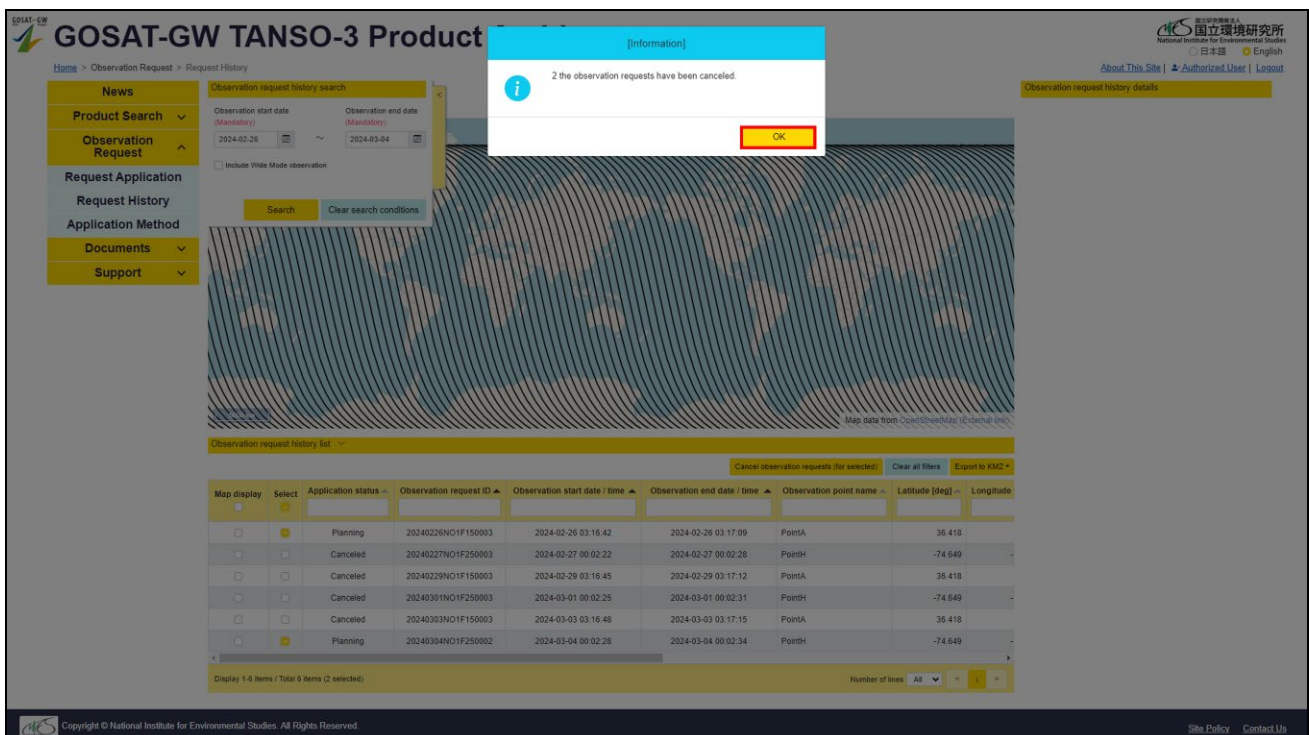 GOSAT-GW
GOSAT-GW TANSO-3 Product
国立研究開発法人
国立環境研究所
National Institute for Environmental Studies
日本語 English
Home > Observation Request > Request History
About This Site | Authorized User | Logout
[Information]
2 the observation requests have been canceled.
OK
News
Product Search
Observation Request
Request Application
Request History
Application Method
Documents
Support
Observation request history search
<
Observation start date
(Mandatory)
Observation end date
(Mandatory)
2024-02-26 ~ 2024-03-04
Include Wide Mode observation
Search Clear search conditions
Observation request history details
Map data from OpenStreetMap (External link)
Observation request history list
Cancel observation requests (for selected) Clear all filters Export to KMZ
Map display Select Application status Observation request ID Observation start date / time Observation end date / time Observation point name Latitude [deg] Longitude
Planning 20240226NO1F150003 2024-02-26 03:16:42 2024-02-26 03:17:09 PointA 36.418
Canceled 20240227NO1F250003 2024-02-27 00:02:22 2024-02-27 00:02:28 PointH -74.649 -
Canceled 20240229NO1F150003 2024-02-29 03:16:45 2024-02-29 03:17:12 PointA 36.418
Canceled 20240301NO1F250003 2024-03-01 00:02:25 2024-03-01 00:02:31 PointH -74.649 -
Canceled 20240303NO1F150003 2024-03-03 03:16:48 2024-03-03 03:17:15 PointA 36.418
Planning 20240304NO1F250002 2024-03-04 00:02:28 2024-03-04 00:02:34 PointH -74.649 -
Display 1-6 items / Total 6 items (2 selected)
Number of lines All < 1 >
Copyright © National Institute for Environmental Studies. All Rights Reserved.
Site Policy Contact Us